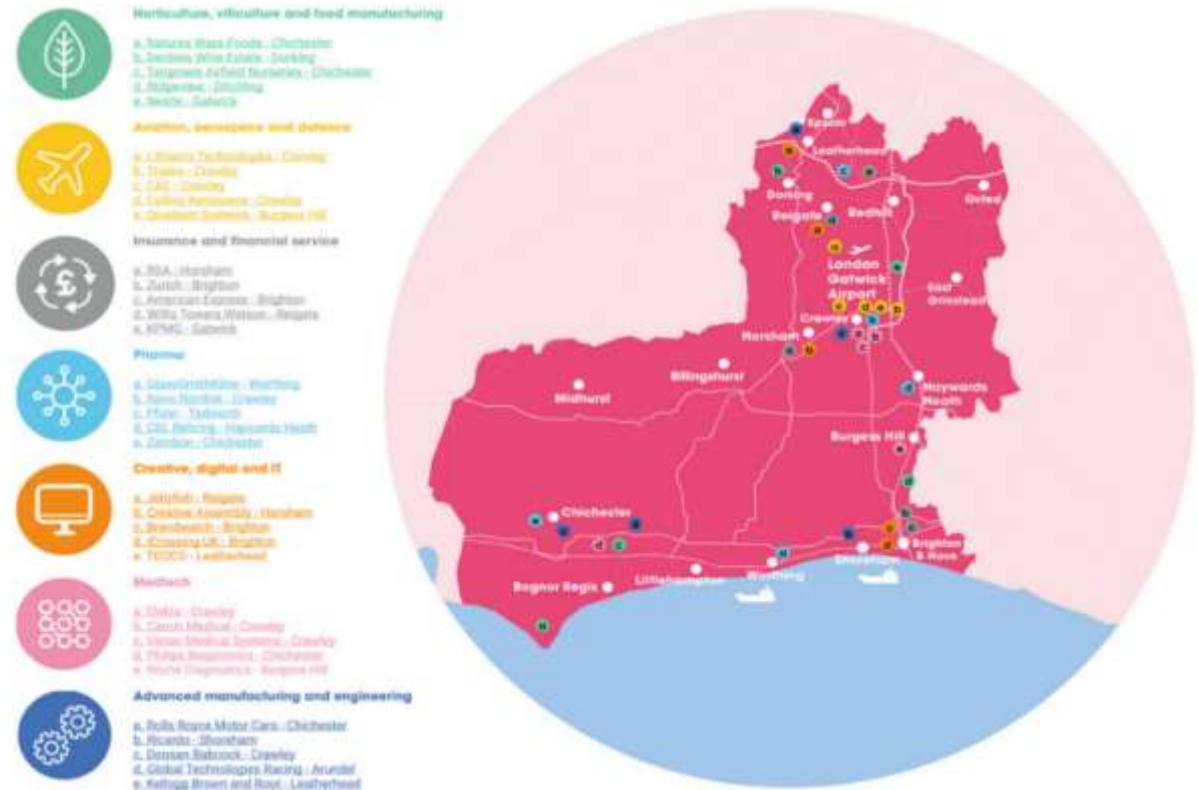 Horticulture, viticulture and food manufacturing
a. Natures Ways Foods - Chichester
b. Denbies Wine Estate - Dorking
c. Tangmere Airfield Nurseries - Chichester
d. Ridgeview - Ditchling
e. Nestle - Gatwick
Aviation, aerospace and defence
a. L3Harris Technologies - Crawley
b. Thales - Crawley
c. CAE - Crawley
d. Collins Aerospace - Crawley
e. Quadrant Systems - Burgess Hill
Insurance and financial service
a. RSA - Horsham
b. Zurich - Brighton
c. American Express - Brighton
d. Willis Towers Watson - Reigate
e. KPMG - Gatwick
Pharma
a. GlaxoSmithKline - Worthing
b. Novo Nordisk - Crawley
c. Pfizer - Tadworth
d. CSL Behring - Haywards Heath
e. Zambon - Chichester
Creative, digital and IT
a. Jellyfish - Reigate
b. Creative Assembly - Horsham
c. Brandwatch - Brighton
d. iCrossing UK - Brighton
e. TEOCO - Leatherhead
Medtech
a. Elekta - Crawley
b. Canon Medical - Crawley
c. Varian Medical Systems - Crawley
d. Philips Respironics - Chichester
e. Roche Diagnostics - Burgess Hill
Advanced manufacturing and engineering
a. Rolls Royce Motor Cars - Chichester
b. Ricardo - Shoreham
c. Doosan Babcock - Crawley
d. Global Technologies Racing - Arundel
e. Kellogg Brown and Root - Leatherhead
Epsom
Leatherhead
Dorking
Oxted
Reigate
Redhill
London
Gatwick
Airport
East
Grinstead
Crawley
Horsham
Billingshurst
Midhurst
Haywards
Heath
Burgess Hill
Chichester
Brighton
& Hove
Shoreham
Worthing
Littlehampton
Bognor Regis